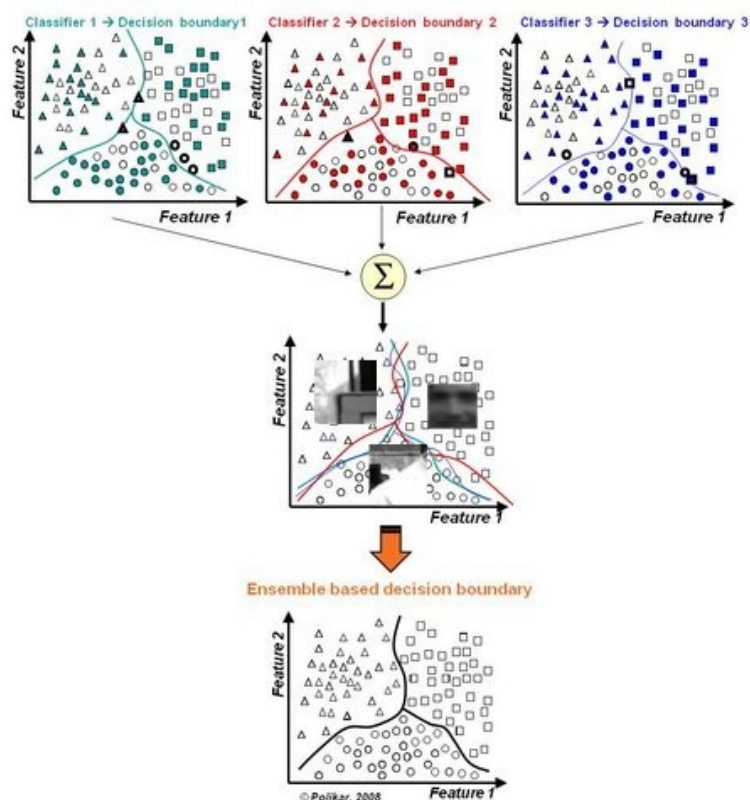 Classifier 1 → Decision boundary1
Classifier 2 → Decision boundary 2
Classifier 3 → Decision boundary 3
Feature 2
Feature 1
Feature 2
Feature 1
Feature 2
Feature 1
Σ
Feature 2
Feature 1
Ensemble based decision boundary
Feature 2
Feature 1
© Polikar, 2008